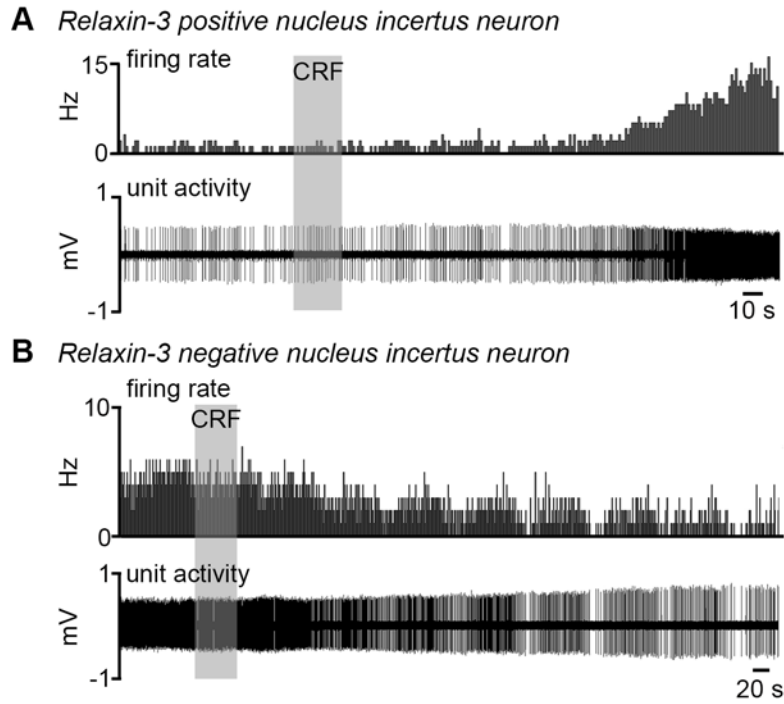 A Relaxin-3 positive nucleus incertus neuron
firing rate
15
CRF
Hz
0
unit activity
1
mV
-1
10 s
B Relaxin-3 negative nucleus incertus neuron
firing rate
10
CRF
Hz
0
unit activity
1
mV
-1
20 s